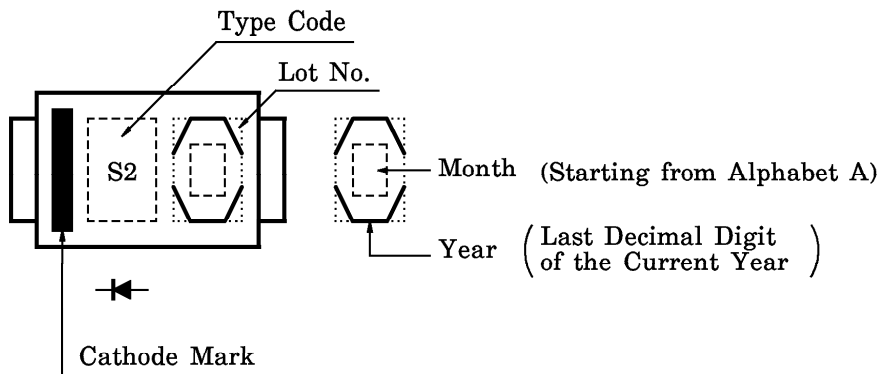 Type Code
Lot No.
S2
Month (Starting from Alphabet A)
Year (Last Decimal Digit
of the Current Year)
Cathode Mark